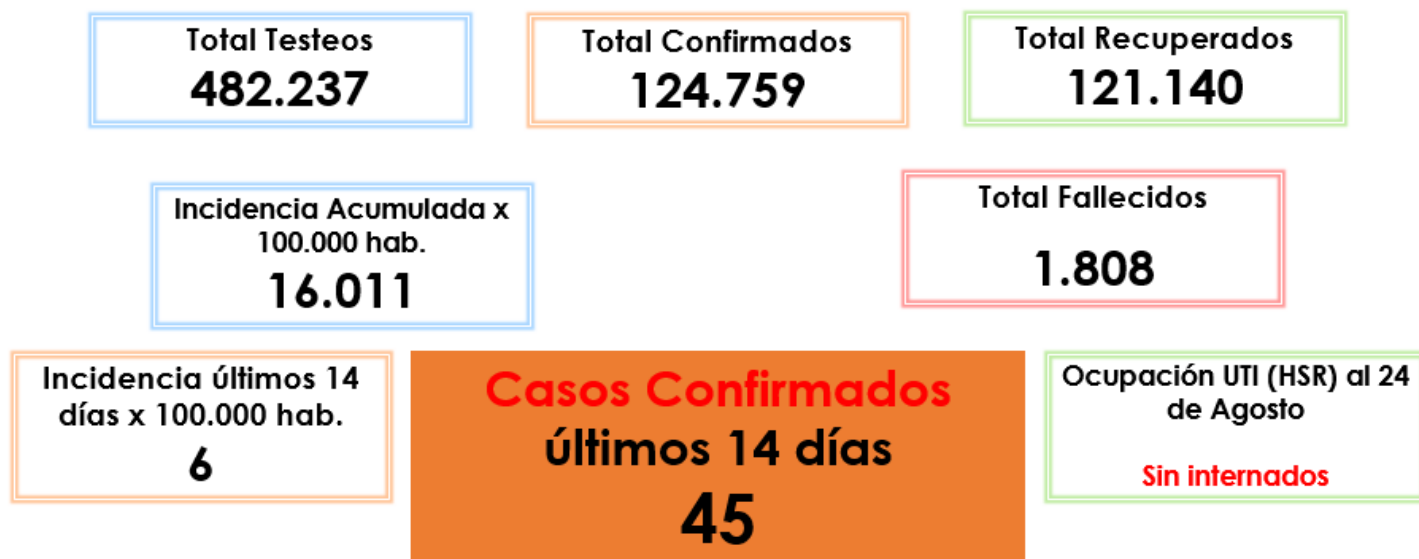 Total Testeos
482.237
Total Confirmados
124.759
Total Recuperados
121.140
Incidencia Acumulada x
100.000 hab.
16.011
Total Fallecidos
1.808
Incidencia últimos 14
días x 100.000 hab.
6
Casos Confirmados
últimos 14 días
45
Ocupación UTI (HSR) al 24
de Agosto
Sin internados